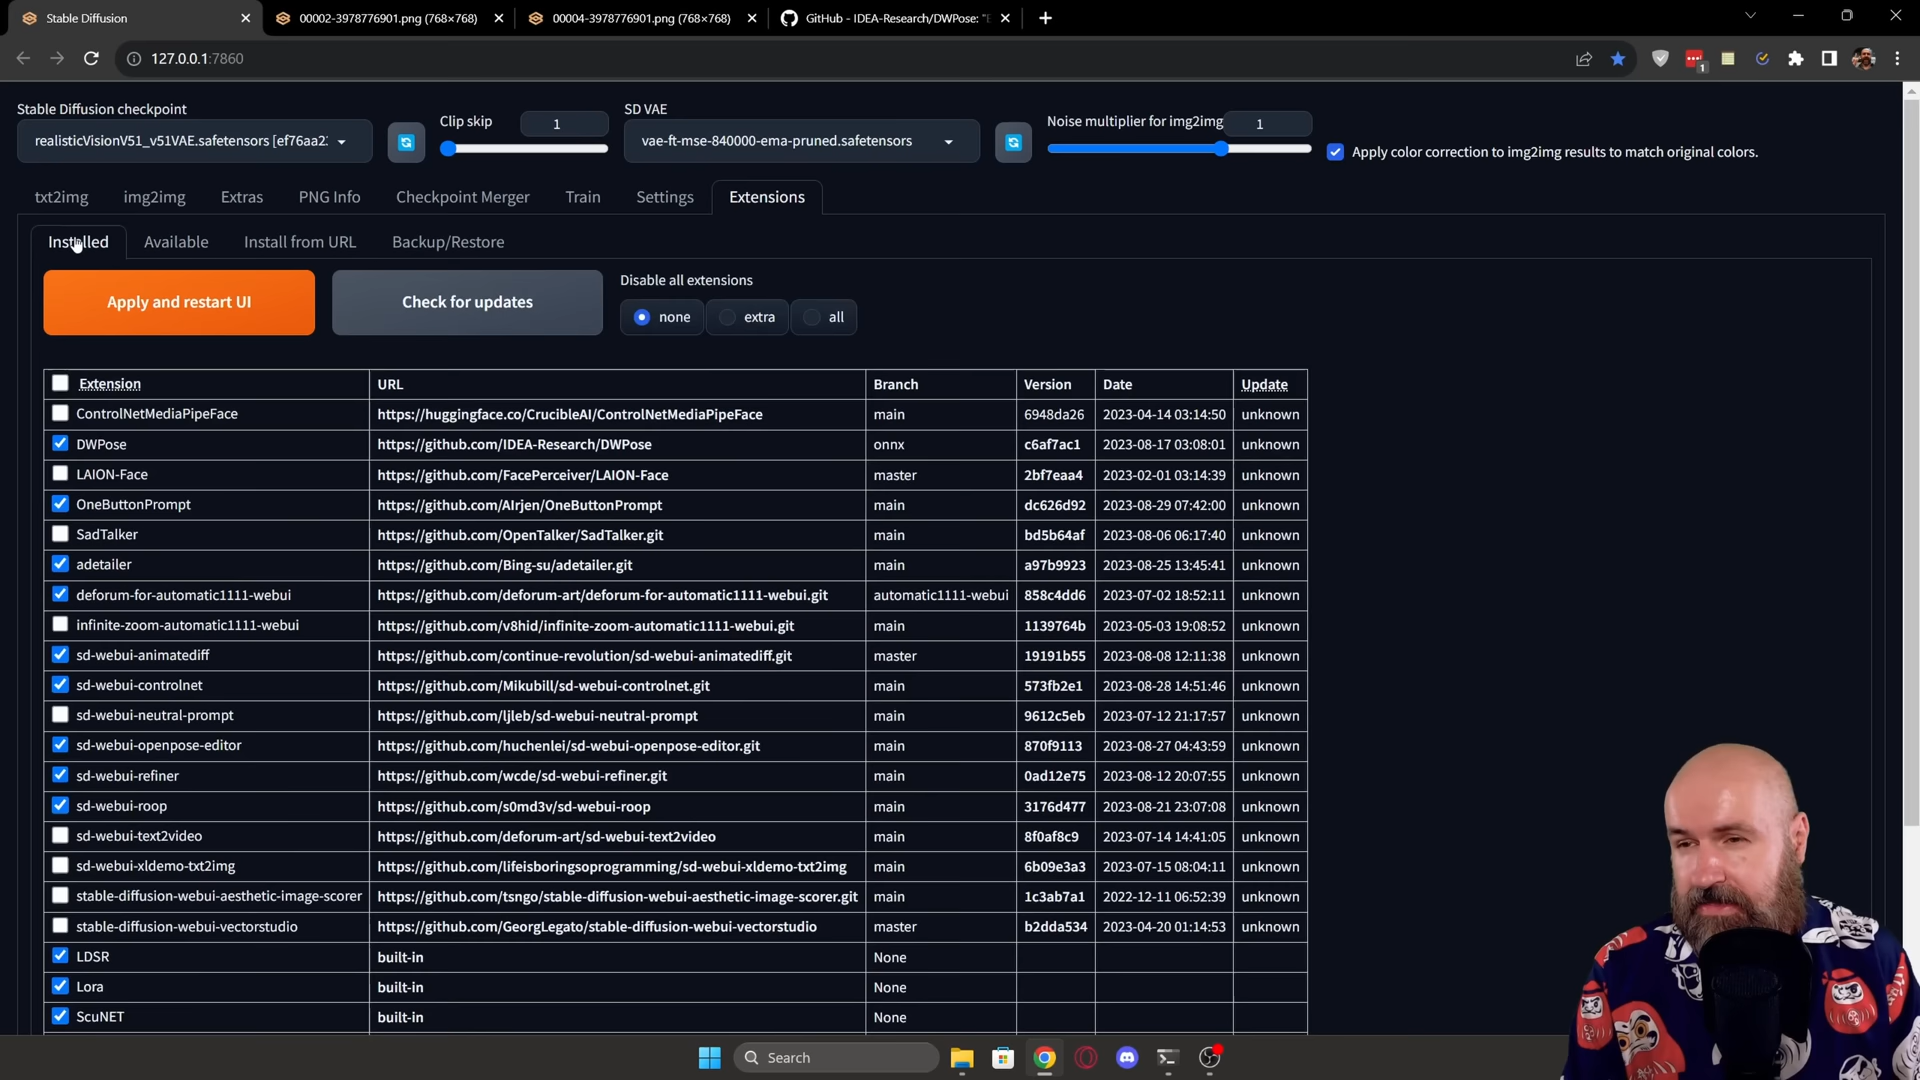 Stable Diffusion
00002-3978776901.png (768×768)
00004-3978776901.png (768×768)
GitHub - IDEA-Research/DWPose: "E
127.0.0.1:7860
1
Stable Diffusion checkpoint
realisticVisionV51_v51VAE.safetensors [ef76aa2:
Clip skip
1
SD VAE
vae-ft-mse-840000-ema-pruned.safetensors
Noise multiplier for img2img
1
Apply color correction to img2img results to match original colors.
txt2img img2img Extras PNG Info Checkpoint Merger Train Settings Extensions
Installed Available Install from URL Backup/Restore
Apply and restart UI
Check for updates
Disable all extensions
none extra all
Extension URL Branch Version Date Update
ControlNetMediaPipeFace https://huggingface.co/CrucibleAI/ControlNetMediaPipeFace main 6948da26 2023-04-14 03:14:50 unknown
DWPose https://github.com/IDEA-Research/DWPose onnx c6af7ac1 2023-08-17 03:08:01 unknown
LAION-Face https://github.com/FacePerceiver/LAION-Face master 2bf7eaa4 2023-02-01 03:14:39 unknown
OneButtonPrompt https://github.com/AIrjen/OneButtonPrompt main dc626d92 2023-08-29 07:42:00 unknown
SadTalker https://github.com/OpenTalker/SadTalker.git main bd5b64af 2023-08-06 06:17:40 unknown
adetailer https://github.com/Bing-su/adetailer.git main a97b9923 2023-08-25 13:45:41 unknown
deforum-for-automatic1111-webui https://github.com/deforum-art/deforum-for-automatic1111-webui.git automatic1111-webui 858c4dd6 2023-07-02 18:52:11 unknown
infinite-zoom-automatic1111-webui https://github.com/v8hid/infinite-zoom-automatic1111-webui.git main 1139764b 2023-05-03 19:08:52 unknown
sd-webui-animatediff https://github.com/continue-revolution/sd-webui-animatediff.git master 19191b55 2023-08-08 12:11:38 unknown
sd-webui-controlnet https://github.com/Mikubill/sd-webui-controlnet.git main 573fb2e1 2023-08-28 14:51:46 unknown
sd-webui-neutral-prompt https://github.com/ljleb/sd-webui-neutral-prompt main 9612c5eb 2023-07-12 21:17:57 unknown
sd-webui-openpose-editor https://github.com/huchenlei/sd-webui-openpose-editor.git main 870f9113 2023-08-27 04:43:59 unknown
sd-webui-refiner https://github.com/wcde/sd-webui-refiner.git main 0ad12e75 2023-08-12 20:07:55 unknown
sd-webui-roop https://github.com/s0md3v/sd-webui-roop main 3176d477 2023-08-21 23:07:08 unknown
sd-webui-text2video https://github.com/deforum-art/sd-webui-text2video main 8f0af8c9 2023-07-14 14:41:05 unknown
sd-webui-xldemo-txt2img https://github.com/lifeisboringsoprogramming/sd-webui-xldemo-txt2img main 6b09e3a3 2023-07-15 08:04:11 unknown
stable-diffusion-webui-aesthetic-image-scorer https://github.com/tsngo/stable-diffusion-webui-aesthetic-image-scorer.git main 1c3ab7a1 2022-12-11 06:52:39 unknown
stable-diffusion-webui-vectorstudio https://github.com/GeorgLegato/stable-diffusion-webui-vectorstudio master b2dda534 2023-04-20 01:14:53 unknown
LDSR built-in None
Lora built-in None
ScuNET built-in None
Search